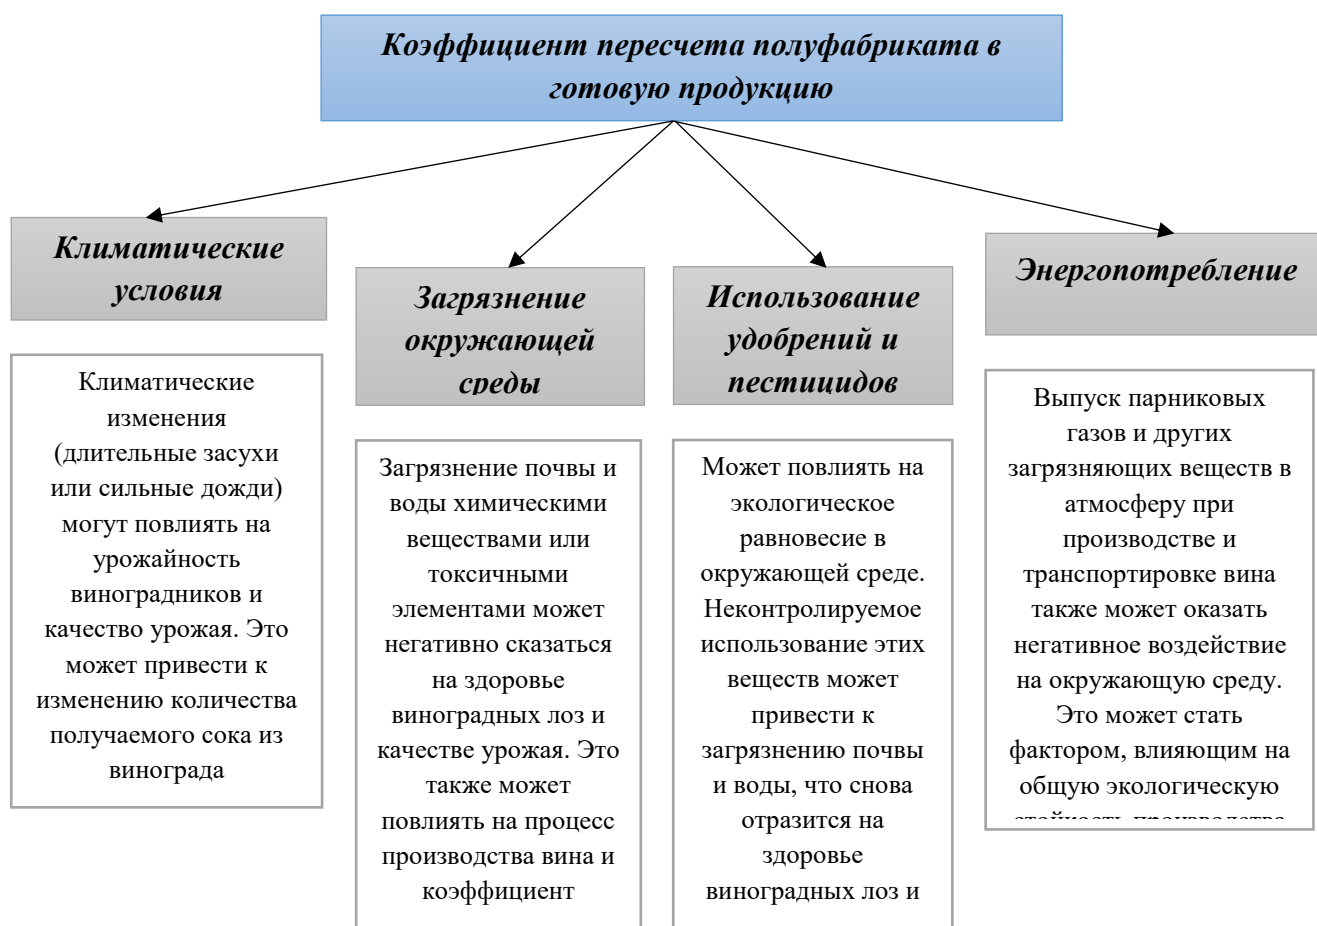 Коэффициент пересчета полуфабриката в
готовую продукцию
Климатические
условия
Климатические
изменения
(длительные засухи
или сильные дожди)
могут повлиять на
урожайность
виноградников и
качество урожая. Это
может привести к
изменению количества
получаемого сока из
винограда
Загрязнение
окружающей
среды
Загрязнение почвы и
воды химическими
веществами или
токсичными
элементами может
негативно сказаться
на здоровье
виноградных лоз и
качестве урожая. Это
также может
повлиять на процесс
производства вина и
коэффициент
Использование
удобрений и
пестицидов
Может повлиять на
экологическое
равновесие в
окружающей среде.
Неконтролируемое
использование этих
веществ может
привести к
загрязнению почвы
и воды, что снова
отразится на
здоровье
виноградных лоз и
Энергопотребление
Выпуск парниковых
газов и других
загрязняющих веществ в
атмосферу при
производстве и
транспортировке вина
также может оказать
негативное воздействие
на окружающую среду.
Это может стать
фактором, влияющим на
общую экологическую